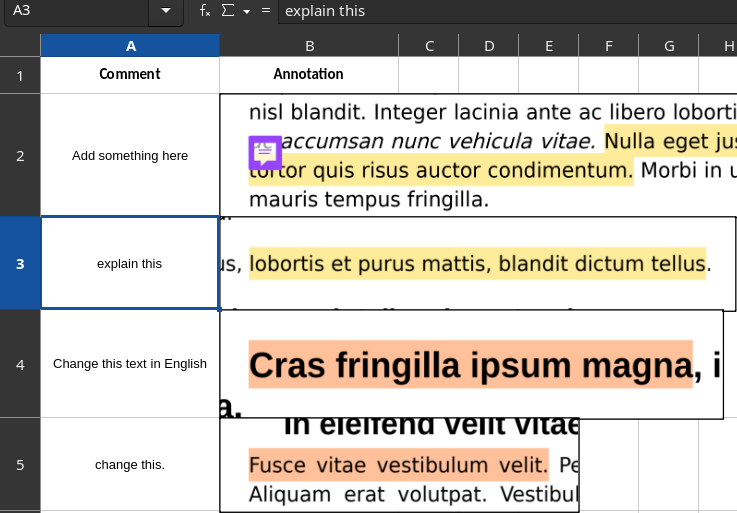 A3
fx Σ = explain this
A B C D E F G H
1 Comment Annotation
nisl blandit. Integer lacinia ante ac libero loborti
2 Add something here accumsan nunc vehicula vitae. Nulla eget jus
tortor quis risus auctor condimentum. Morbi in u
mauris tempus fringilla.
3 explain this us, lobortis et purus mattis, blandit dictum tellus.
4 Change this text in English Cras fringilla ipsum magna, i
a.
In eleifend velit vitae
5 change this. Fusce vitae vestibulum velit. Pe
Aliquam erat volutpat. Vestibul